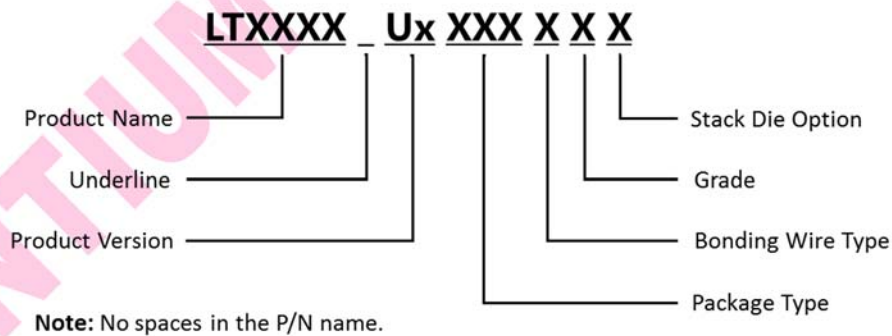 LTXXXX _ Ux XXX X X X
Product Name
Stack Die Option
Underline
Grade
Product Version
Bonding Wire Type
Package Type
Note: No spaces in the P/N name.
NTIUM